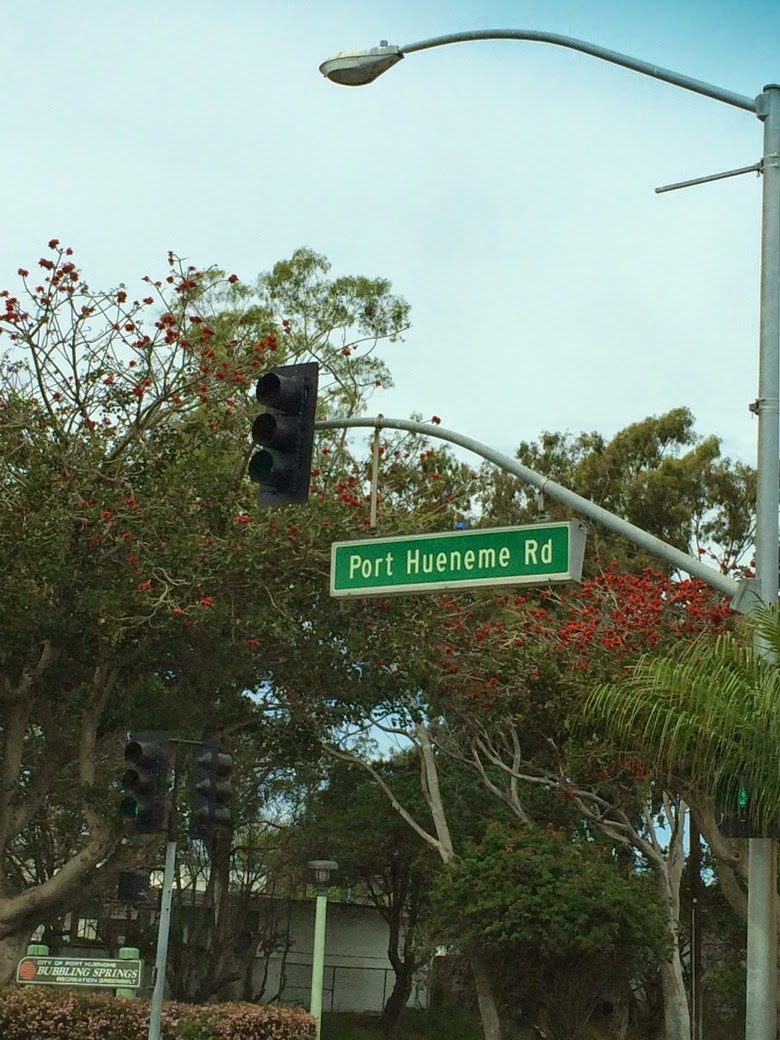 Port Hueneme Rd
CITY OF PORT HUENEME
BUBBLING SPRINGS
RECREATION GREENBELT